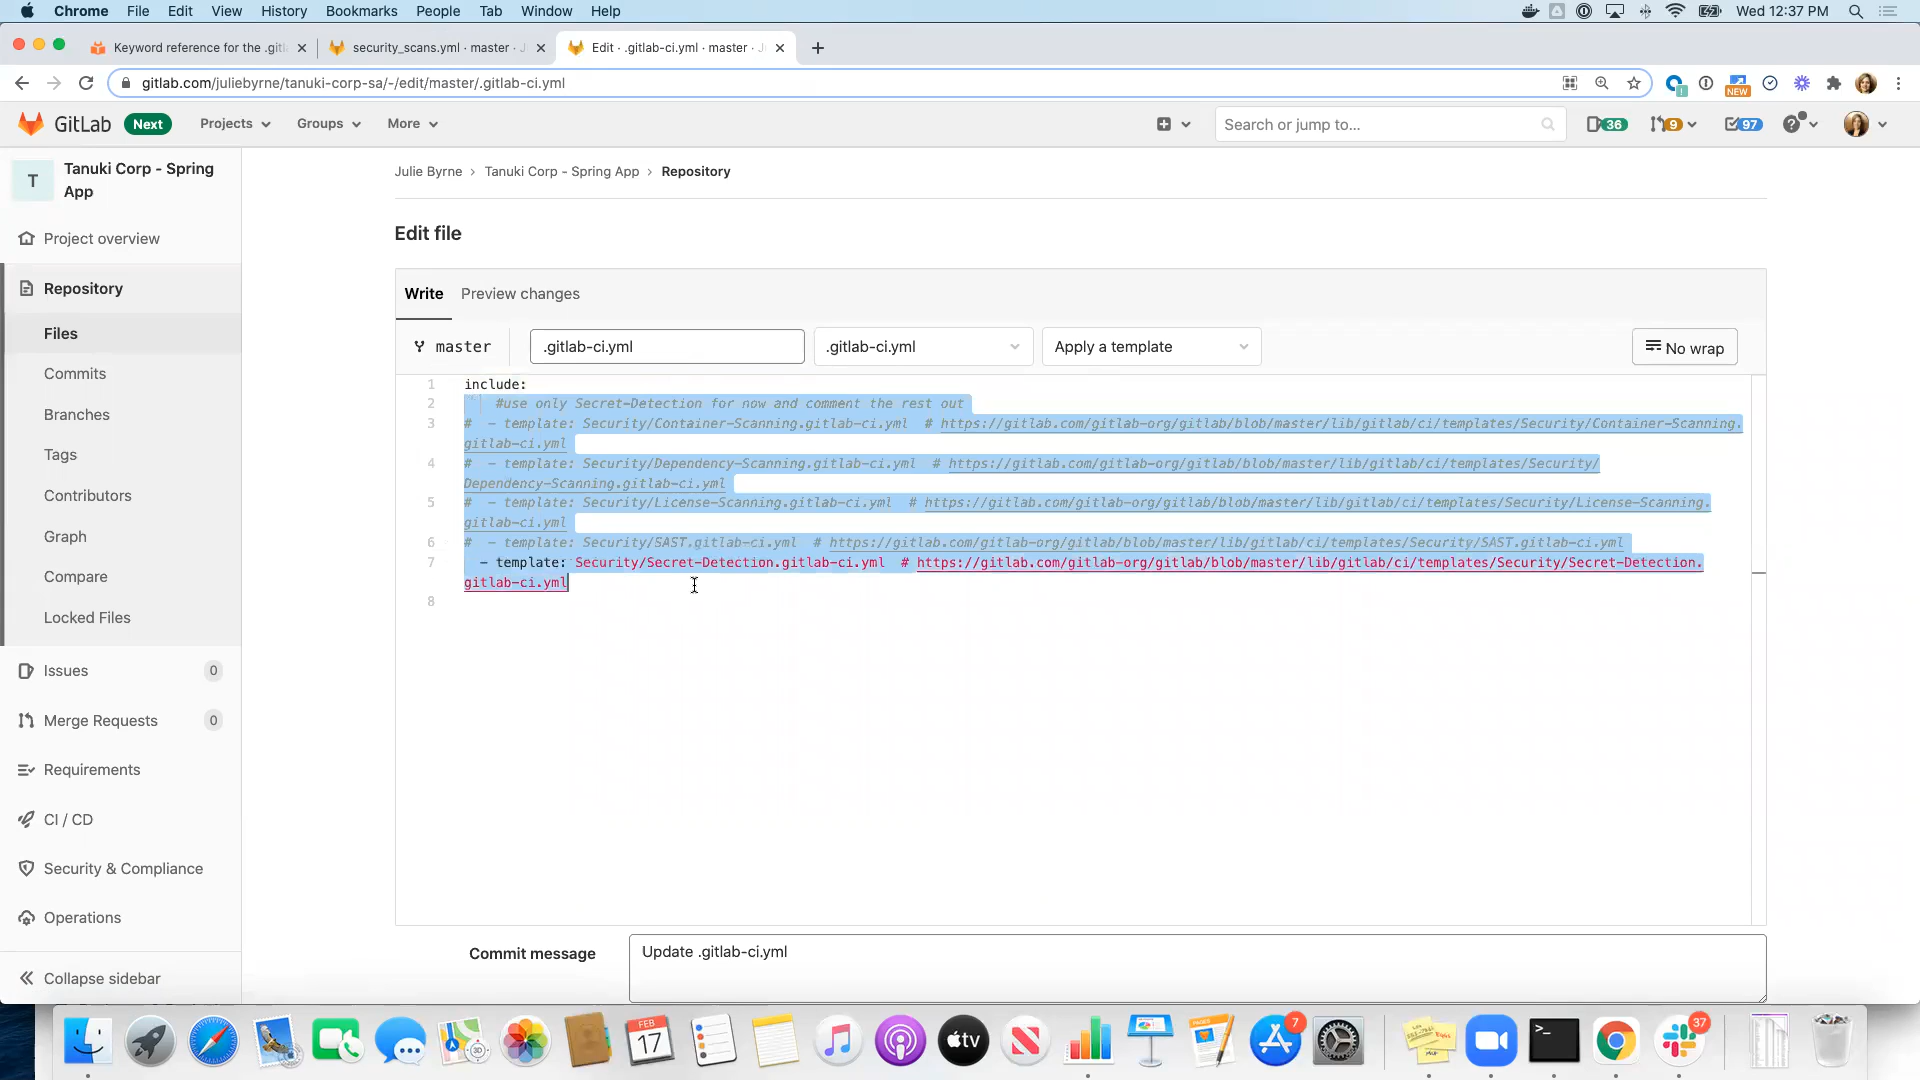 Chrome File Edit View History Bookmarks People Tab Window Help
Wed 12:37 PM
Keyword reference for the .gitl
security_scans.yml · master · J
Edit · .gitlab-ci.yml · master · J
gitlab.com/juliebyrne/tanuki-corp-sa/-/edit/master/.gitlab-ci.yml
NEW
GitLab Next Projects Groups More
Search or jump to...
36 9 97
T
Tanuki Corp - Spring App
Project overview
Repository
Files
Commits
Branches
Tags
Contributors
Graph
Compare
Locked Files
Issues 0
Merge Requests 0
Requirements
CI / CD
Security & Compliance
Operations
Collapse sidebar
Julie Byrne › Tanuki Corp - Spring App › Repository
Edit file
Write Preview changes
master .gitlab-ci.yml .gitlab-ci.yml Apply a template No wrap
1 include:
2 #use only Secret-Detection for now and comment the rest out
3 # - template: Security/Container-Scanning.gitlab-ci.yml # https://gitlab.com/gitlab-org/gitlab/blob/master/lib/gitlab/ci/templates/Security/Container-Scanning.
gitlab-ci.yml
4 # - template: Security/Dependency-Scanning.gitlab-ci.yml # https://gitlab.com/gitlab-org/gitlab/blob/master/lib/gitlab/ci/templates/Security/
Dependency-Scanning.gitlab-ci.yml
5 # - template: Security/License-Scanning.gitlab-ci.yml # https://gitlab.com/gitlab-org/gitlab/blob/master/lib/gitlab/ci/templates/Security/License-Scanning.
gitlab-ci.yml
6 # - template: Security/SAST.gitlab-ci.yml # https://gitlab.com/gitlab-org/gitlab/blob/master/lib/gitlab/ci/templates/Security/SAST.gitlab-ci.yml
7 - template: Security/Secret-Detection.gitlab-ci.yml # https://gitlab.com/gitlab-org/gitlab/blob/master/lib/gitlab/ci/templates/Security/Secret-Detection.
gitlab-ci.yml
8
Commit message
Update .gitlab-ci.yml
FEB
17
tv
7
37